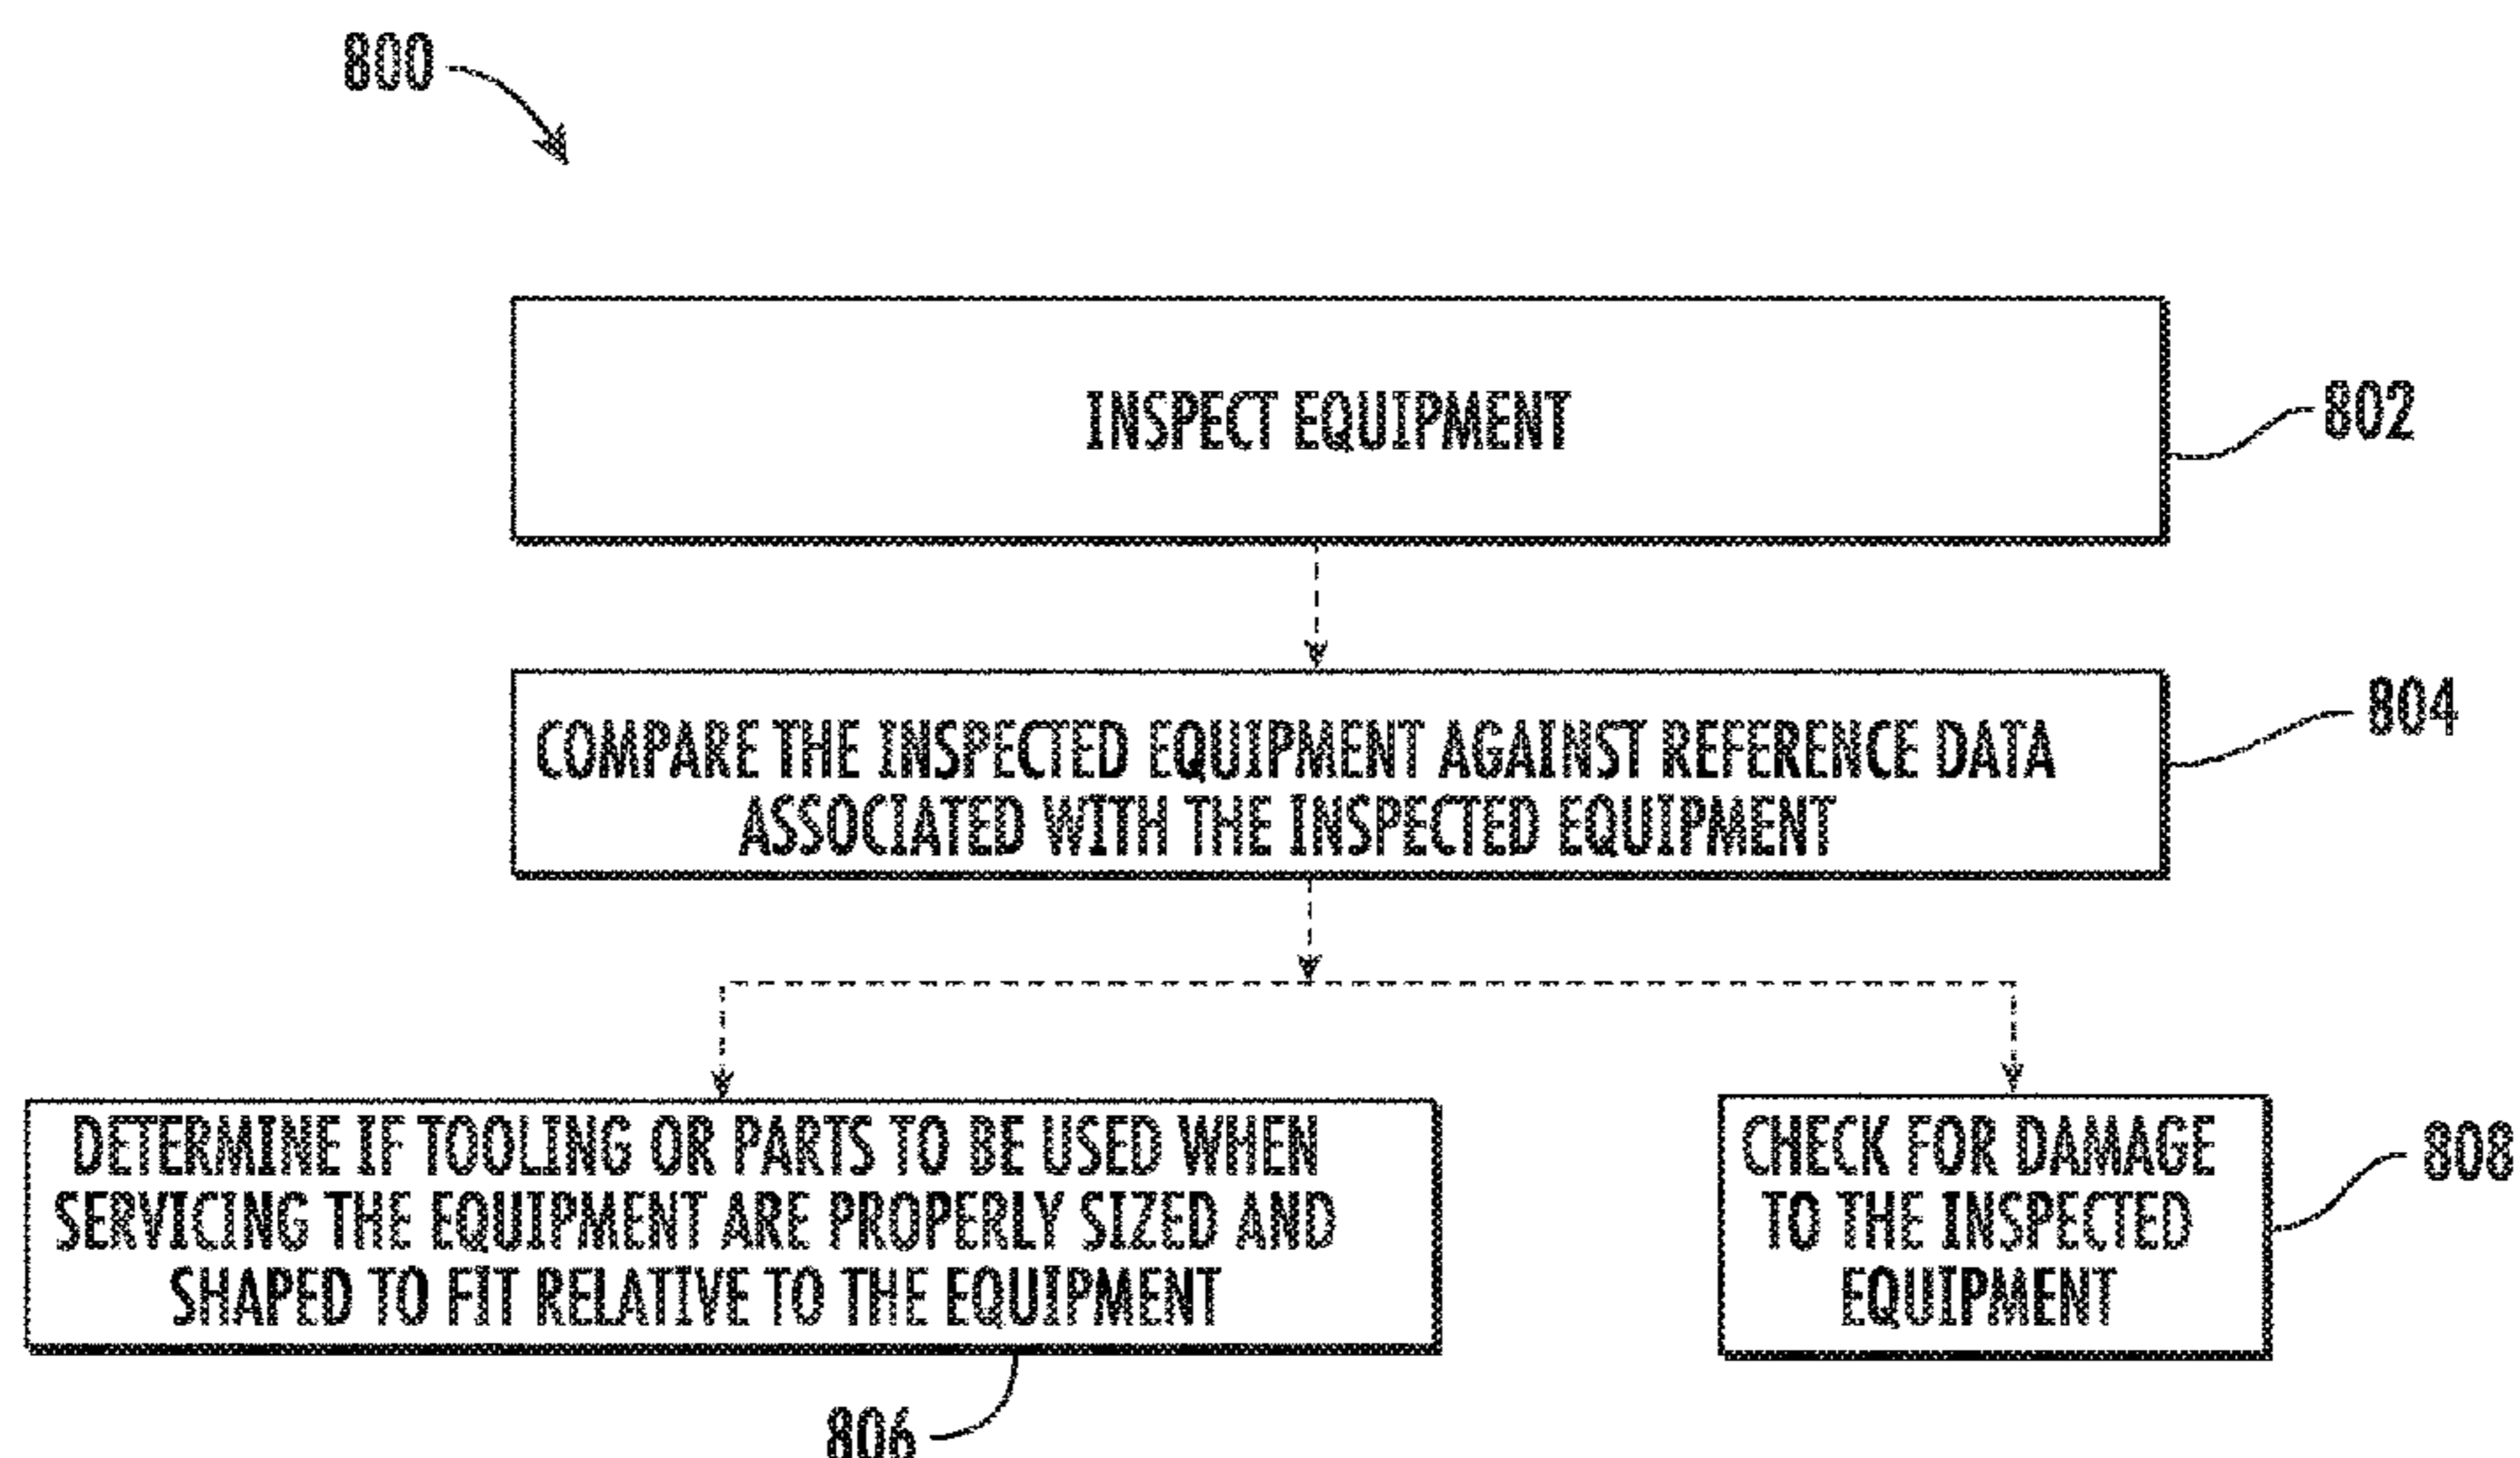 800
INSPECT EQUIPMENT
802
COMPARE THE INSPECTED EQUIPMENT AGAINST REFERENCE DATA
ASSOCIATED WITH THE INSPECTED EQUIPMENT
804
DETERMINE IF TOOLING OR PARTS TO BE USED WHEN
SERVICING THE EQUIPMENT ARE PROPERLY SIZED AND
SHAPED TO FIT RELATIVE TO THE EQUIPMENT
806
CHECK FOR DAMAGE
TO THE INSPECTED
EQUIPMENT
808